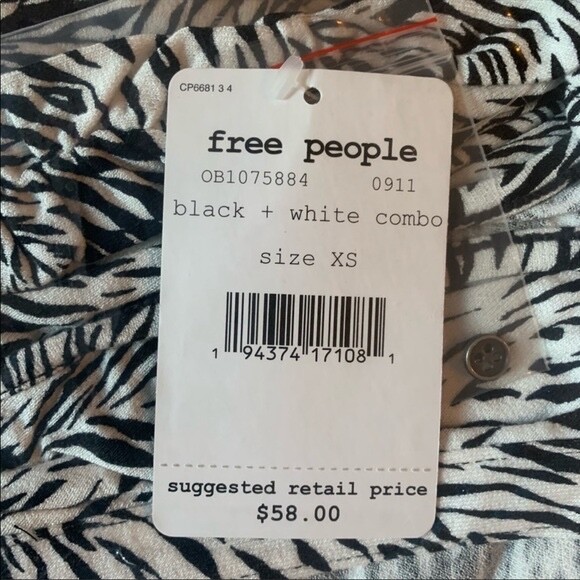 CP6681 3 4
free people
OB1075884 0911
black + white combo
size XS
1 94374 17108 1
suggested retail price
$58.00